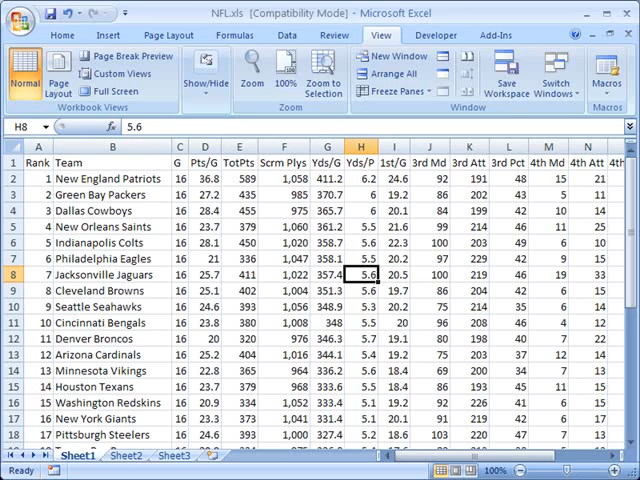 NFL.xls [Compatibility Mode] - Microsoft Excel
Home Insert Page Layout Formulas Data Review View Developer Add-Ins
Normal Page Layout Page Break Preview Custom Views Full Screen Show/Hide Zoom 100% Zoom to Selection New Window Arrange All Freeze Panes Save Workspace Switch Windows Macros
Workbook Views Zoom Window Macros
H8 fx 5.6
A B C D E F G H I J K L M N
1 Rank Team G Pts/G TotPts Scrm Plys Yds/G Yds/P 1st/G 3rd Md 3rd Att 3rd Pct 4th Md 4th Att 4th
2 1 New England Patriots 16 36.8 589 1,058 411.2 6.2 24.6 92 191 48 15 21
3 2 Green Bay Packers 16 27.2 435 985 370.7 6 19.2 86 202 43 5 11
4 3 Dallas Cowboys 16 28.4 455 975 365.7 6 20.1 84 199 42 10 14
5 4 New Orleans Saints 16 23.7 379 1,060 361.2 5.5 21.6 99 214 46 11 25
6 5 Indianapolis Colts 16 28.1 450 1,020 358.7 5.6 22.3 100 203 49 6 10
7 6 Philadelphia Eagles 16 21 336 1,047 358.1 5.5 20.2 97 229 42 9 15
8 7 Jacksonville Jaguars 16 25.7 411 1,022 357.4 5.6 20.5 100 219 46 19 33
9 8 Cleveland Browns 16 25.1 402 1,004 351.3 5.6 19.7 86 204 42 6 14
10 9 Seattle Seahawks 16 24.6 393 1,056 348.9 5.3 20.2 75 214 35 6 14
11 10 Cincinnati Bengals 16 23.8 380 1,008 348 5.5 20 96 208 46 4 12
12 11 Denver Broncos 16 20 320 976 346.3 5.7 19.1 80 198 40 7 22
13 12 Arizona Cardinals 16 25.2 404 1,016 344.1 5.4 19.2 75 203 37 12 14
14 13 Minnesota Vikings 16 22.8 365 964 336.2 5.6 18.4 69 200 34 7 13
15 14 Houston Texans 16 23.7 379 968 333.6 5.5 18.4 86 193 45 11 15
16 15 Washington Redskins 16 20.9 334 1,052 333.4 5.1 19.2 92 226 41 6 15
17 16 New York Giants 16 23.3 373 1,041 331.4 5.1 20.1 91 219 42 6 17
18 17 Pittsburgh Steelers 16 24.6 393 1,000 327.4 5.2 18.6 103 220 47 7 13
Sheet1 Sheet2 Sheet3
Ready 100%